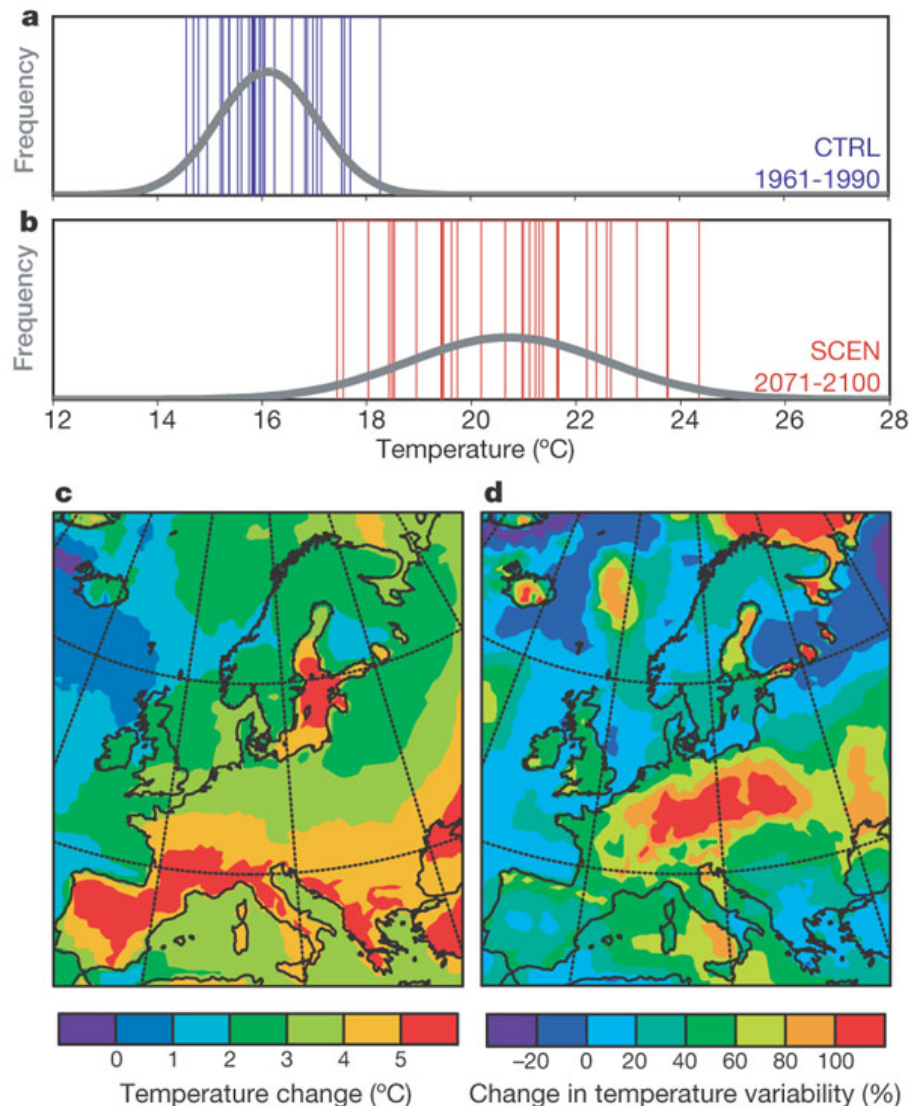 a
Frequency
CTRL
1961-1990
b
Frequency
SCEN
2071-2100
12 14 16 18 20 22 24 26 28
Temperature (ºC)
c
d
0 1 2 3 4 5
Temperature change (ºC)
–20 0 20 40 60 80 100
Change in temperature variability (%)